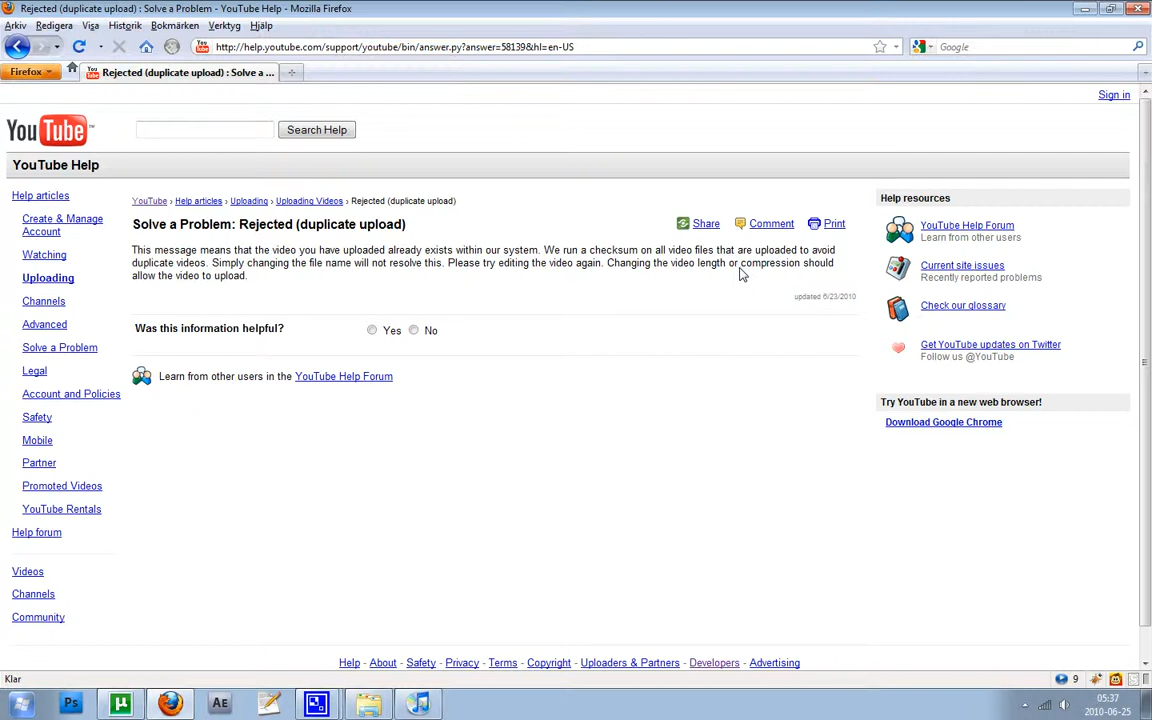 Rejected (duplicate upload) : Solve a Problem - YouTube Help - Mozilla Firefox
Arkiv Redigera Visa Historik Bokmärken Verktyg Hjälp
http://help.youtube.com/support/youtube/bin/answer.py?answer=58139&hl=en-US
Google
Firefox
Rejected (duplicate upload) : Solve a ...
Sign in
YouTube
Search Help
YouTube Help
Help articles
Create & Manage
Account
Watching
Uploading
Channels
Advanced
Solve a Problem
Legal
Account and Policies
Safety
Mobile
Partner
Promoted Videos
YouTube Rentals
Help forum
Videos
Channels
Community
YouTube › Help articles › Uploading › Uploading Videos › Rejected (duplicate upload)
Solve a Problem: Rejected (duplicate upload)
Share Comment Print
This message means that the video you have uploaded already exists within our system. We run a checksum on all video files that are uploaded to avoid
duplicate videos. Simply changing the file name will not resolve this. Please try editing the video again. Changing the video length or compression should
allow the video to upload.
updated 6/23/2010
Was this information helpful? Yes No
Learn from other users in the YouTube Help Forum
Help resources
YouTube Help Forum
Learn from other users
Current site issues
Recently reported problems
Check our glossary
Get YouTube updates on Twitter
Follow us @YouTube
Try YouTube in a new web browser!
Download Google Chrome
Help - About - Safety - Privacy - Terms - Copyright - Uploaders & Partners - Developers - Advertising
Klar
9
Ps
µ
AE
05:37
2010-06-25